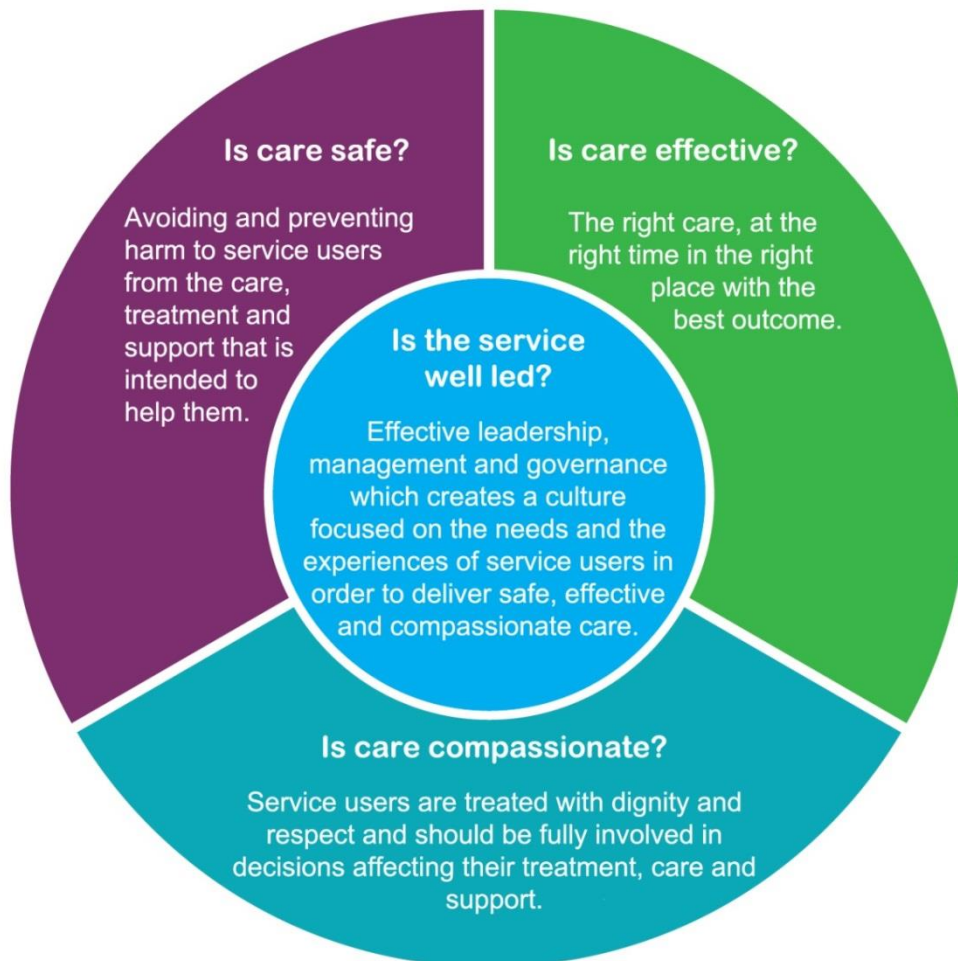 Is care safe?
Avoiding and preventing
harm to service users
from the care,
treatment and
support that is
intended to
help them.
Is care effective?
The right care, at the
right time in the right
place with the
best outcome.
Is the service
well led?
Effective leadership,
management and governance
which creates a culture
focused on the needs and the
experiences of service users in
order to deliver safe, effective
and compassionate care.
Is care compassionate?
Service users are treated with dignity and
respect and should be fully involved in
decisions affecting their treatment, care and
support.